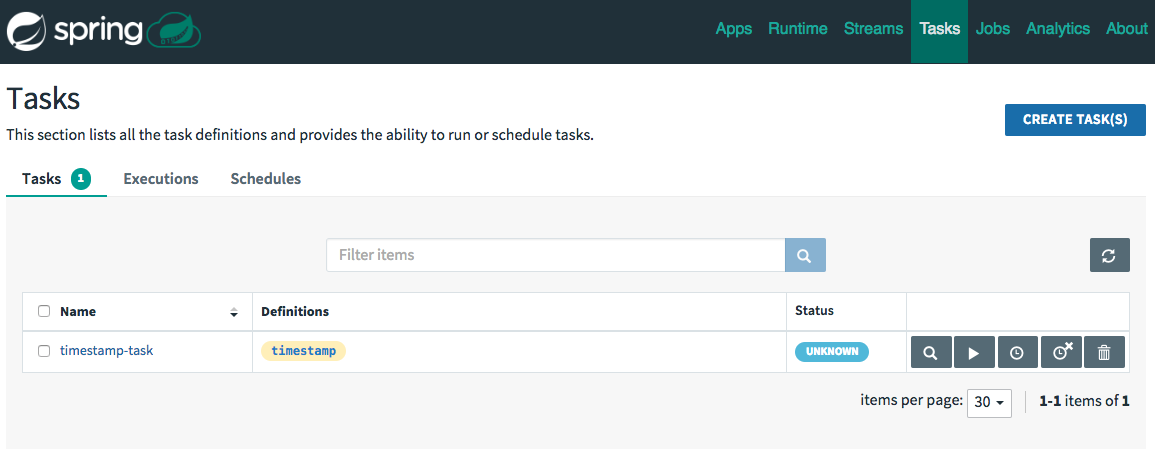 spring
Apps Runtime Streams Tasks Jobs Analytics About
Tasks
This section lists all the task definitions and provides the ability to run or schedule tasks.
CREATE TASK(S)
Tasks 1 Executions Schedules
Filter items
Name Definitions Status
timestamp-task timestamp UNKNOWN
items per page: 30 1-1 items of 1